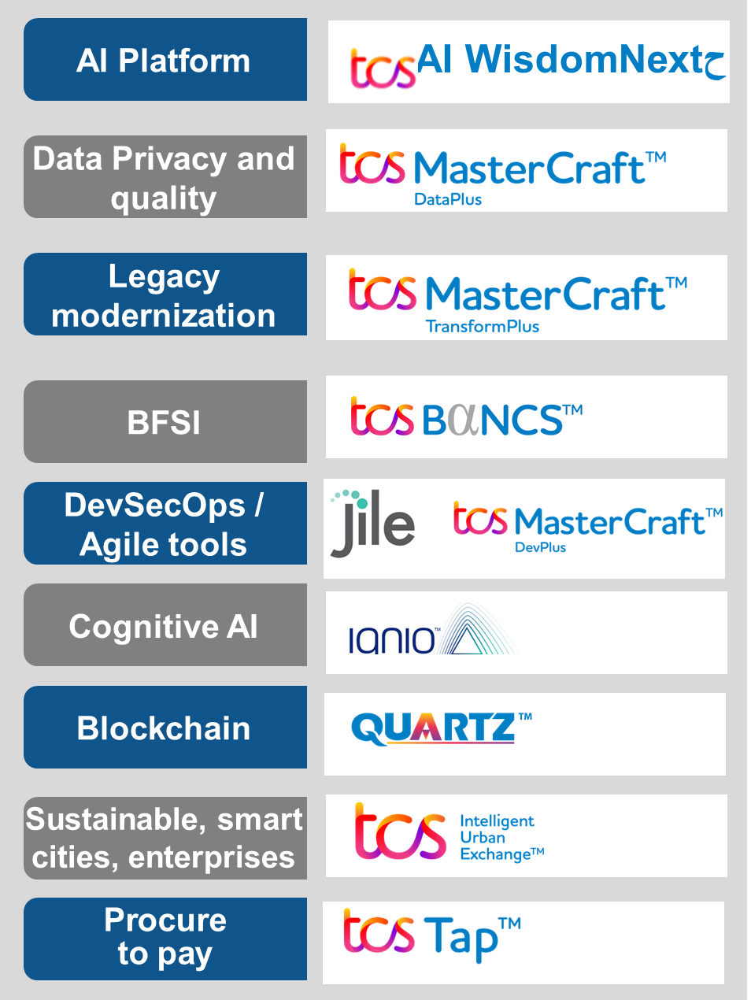 AI Platform
tcs AI WisdomNextح
Data Privacy and
quality
tcs MasterCraft™
DataPlus
Legacy
modernization
tcs MasterCraft™
TransformPlus
BFSI
tcs BαNCS™
DevSecOps /
Agile tools
jile
tcs MasterCraft™
DevPlus
Cognitive AI
ignio™
Blockchain
QUARTZ™
Sustainable, smart
cities, enterprises
tcs Intelligent
Urban
Exchange™
Procure
to pay
tcs Tap™